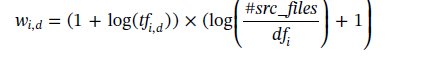 w_{i,d} = (1 + log(tf_{i,d})) × (log(#src_files / df_i) + 1)